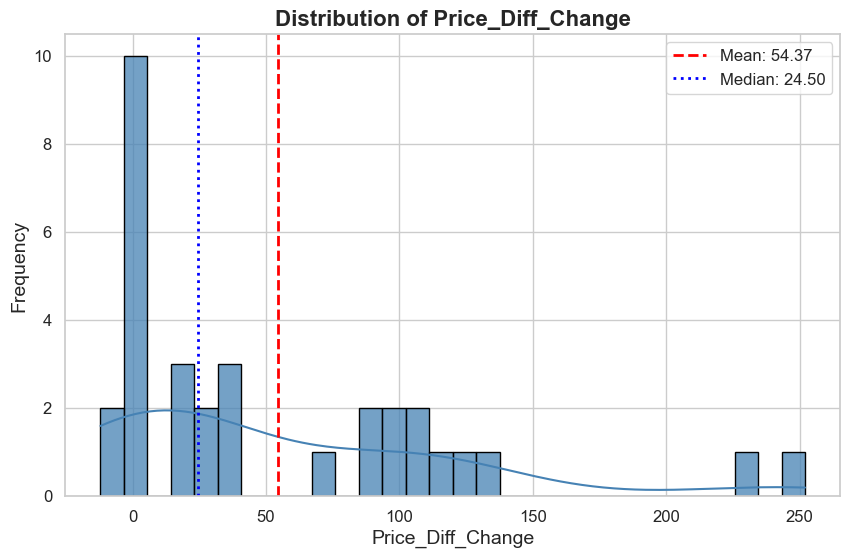 Distribution of Price_Diff_Change
Mean: 54.37
Median: 24.50
Frequency
10
8
6
4
2
0
0
50
100
150
200
250
Price_Diff_Change